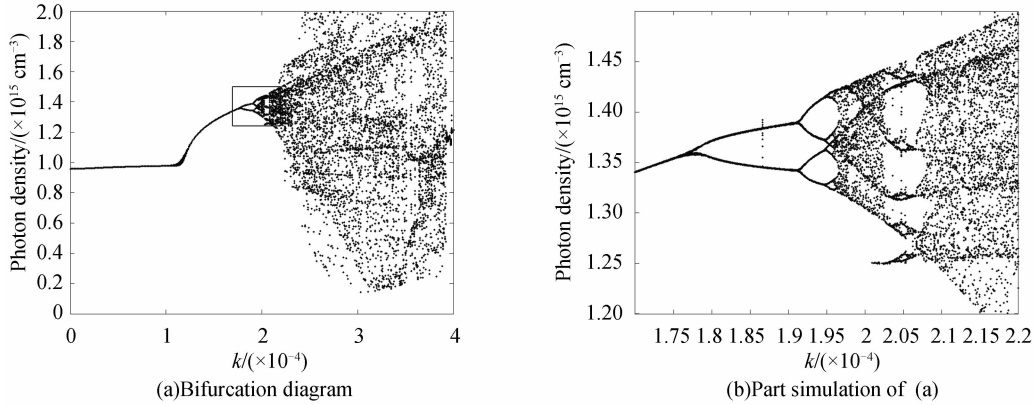 Photon density/(×10¹⁵ cm⁻³)
2.0
1.8
1.6
1.4
1.2
1.0
0.8
0.6
0.4
0.2
0
0 1 2 3 4
k/(×10⁻⁴)
(a)Bifurcation diagram
Photon density/(×10¹⁵ cm⁻³)
1.45
1.40
1.35
1.30
1.25
1.20
1.75 1.8 1.85 1.9 1.95 2 2.05 2.1 2.15 2.2
k/(×10⁻⁴)
(b)Part simulation of (a)